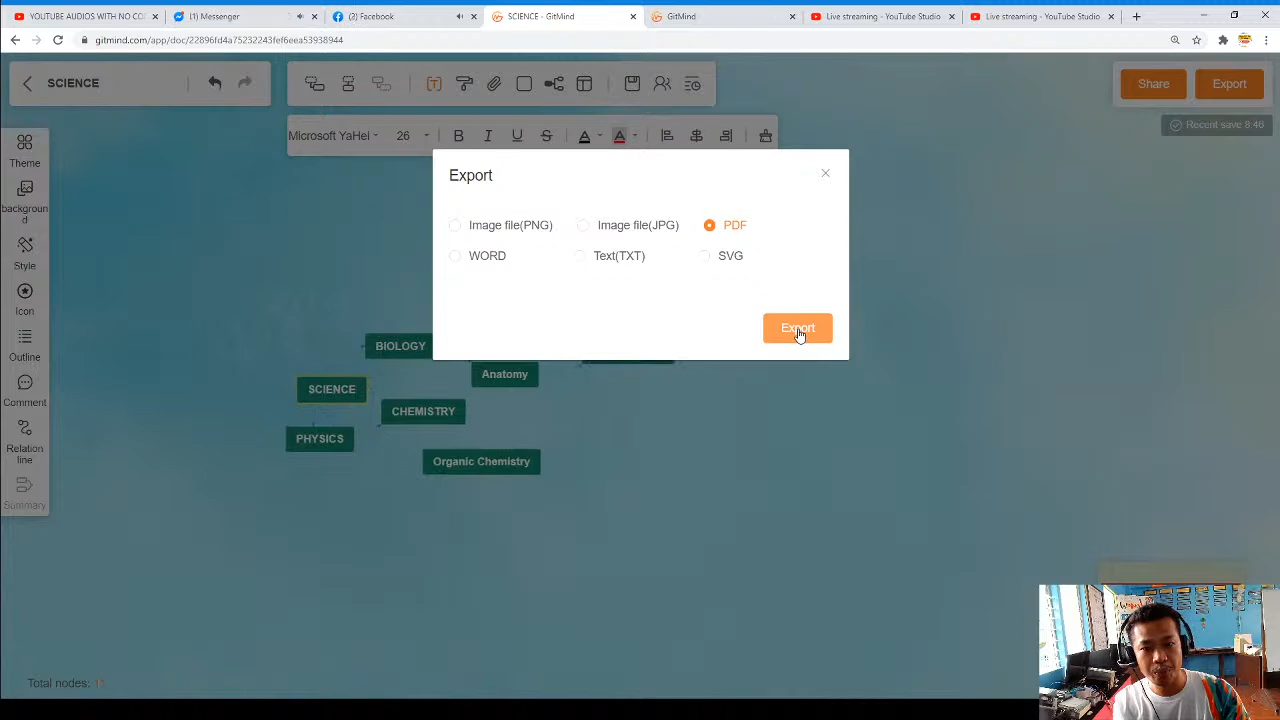 YOUTUBE AUDIOS WITH NO CO
(1) Messenger
(2) Facebook
SCIENCE - GitMind
GitMind
Live streaming - YouTube Studio
Live streaming - YouTube Studio
gitmind.com/app/doc/22896fd4a75232243fef6eea53938944
SCIENCE
Share
Export
Microsoft YaHei
26
B I U S A A
Recent save 8:46
Theme
backgroun
d
Style
Icon
Outline
Comment
Relation
line
Summary
Export
Image file(PNG)
Image file(JPG)
PDF
WORD
Text(TXT)
SVG
Export
BIOLOGY
Anatomy
SCIENCE
CHEMISTRY
PHYSICS
Organic Chemistry
Total nodes: 11